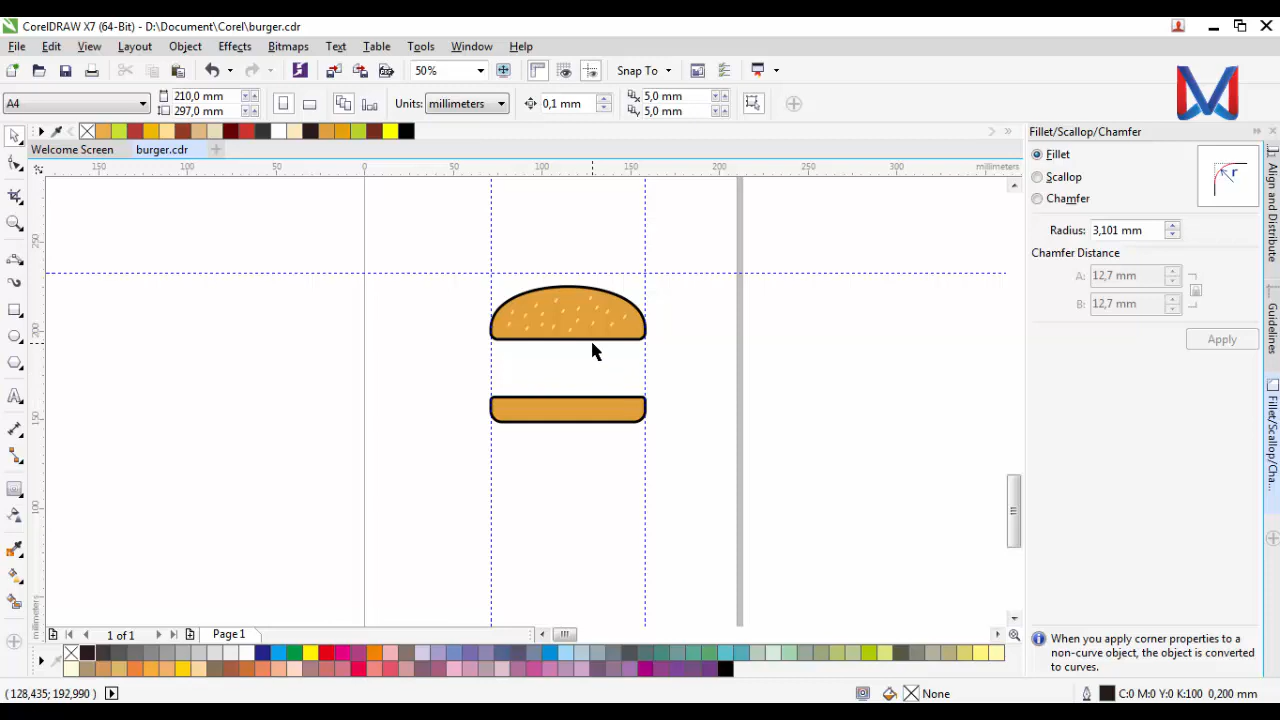 CorelDRAW X7 (64-Bit) - D:\Document\Corel\burger.cdr
File Edit View Layout Object Effects Bitmaps Text Table Tools Window Help
50% Snap To
A4 210,0 mm 297,0 mm Units: millimeters 0,1 mm 5,0 mm 5,0 mm
Welcome Screen burger.cdr
150 100 50 0 50 100 150 200 250 300 millimeters
250
200
150
100
millimeters
Fillet/Scallop/Chamfer
Fillet
Scallop
Chamfer
r
Radius: 3,101 mm
Chamfer Distance
A: 12,7 mm
B: 12,7 mm
Apply
Align and Distribute
Guidelines
Fillet/Scallop/Cha...
When you apply corner properties to a
non-curve object, the object is converted
to curves.
1 of 1 Page 1
(128,435; 192,990) None C:0 M:0 Y:0 K:100 0,200 mm